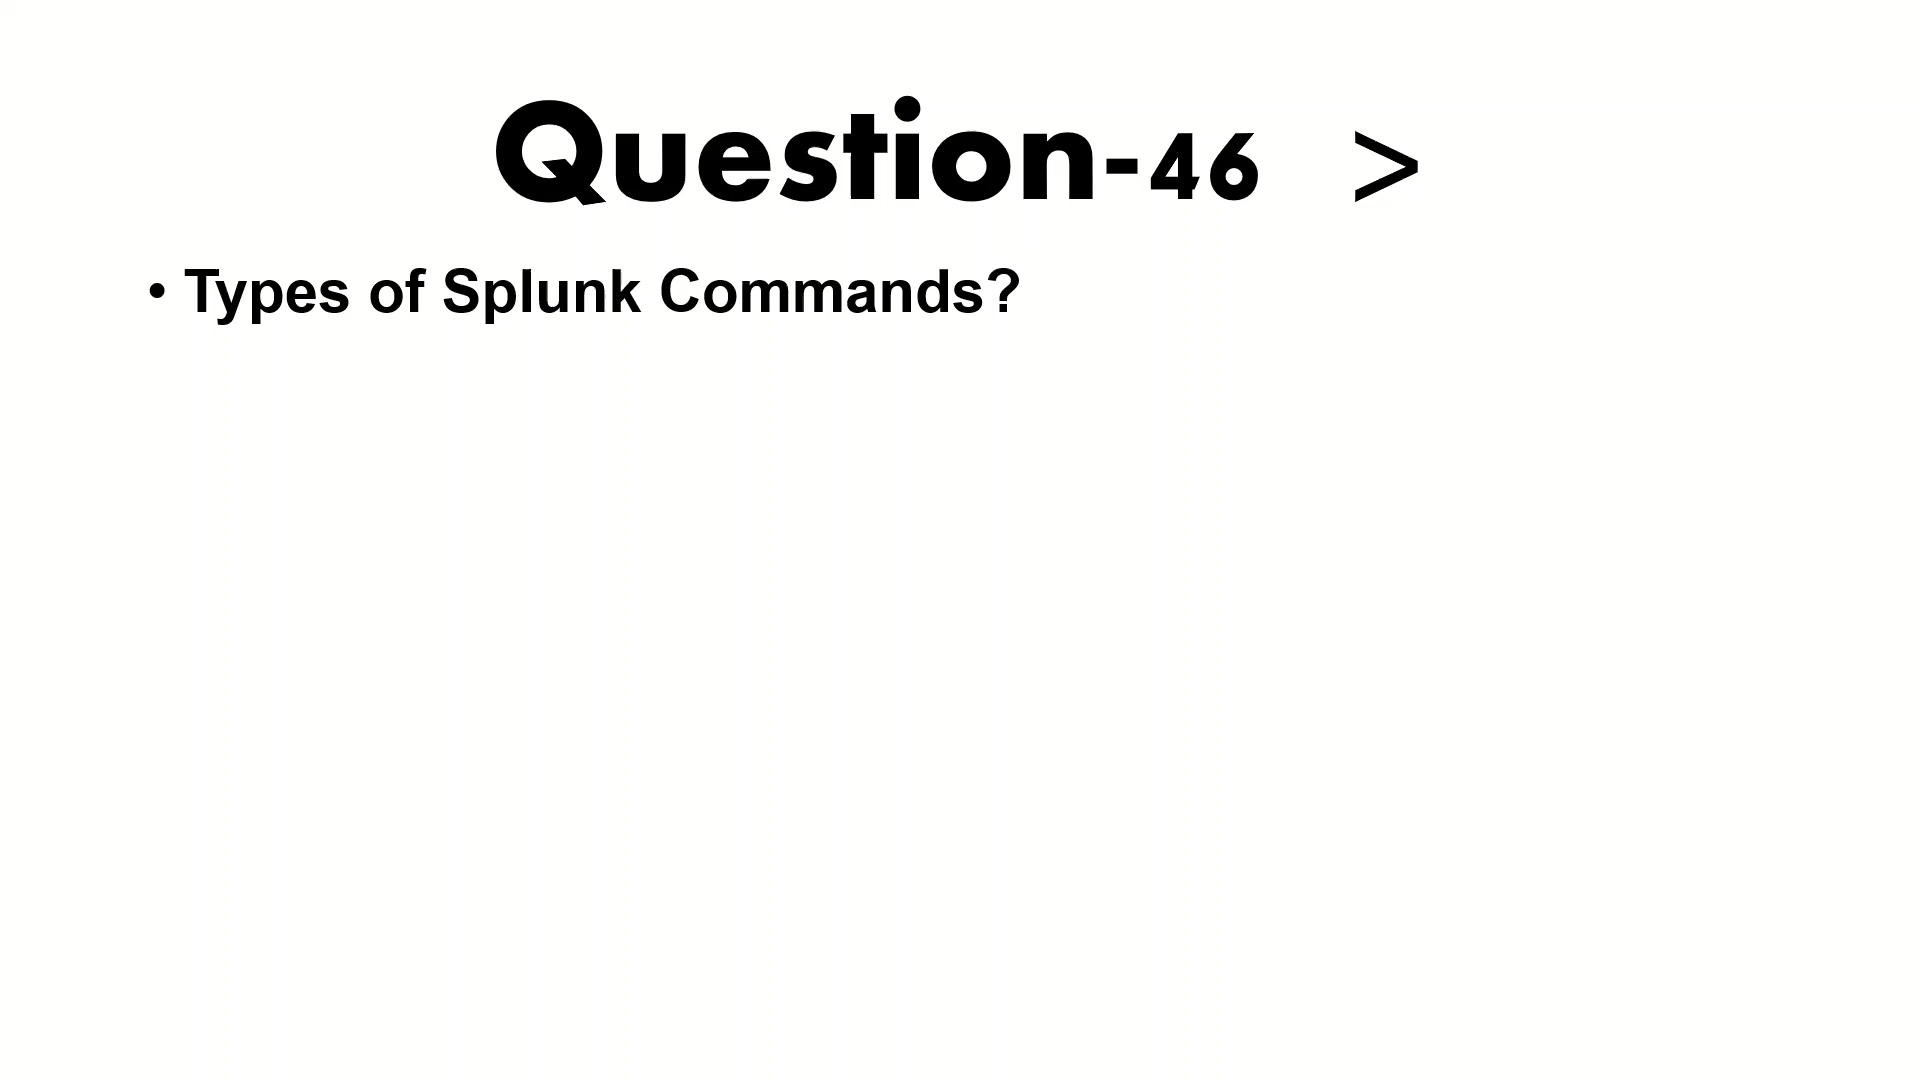 Question-46 >
• Types of Splunk Commands?